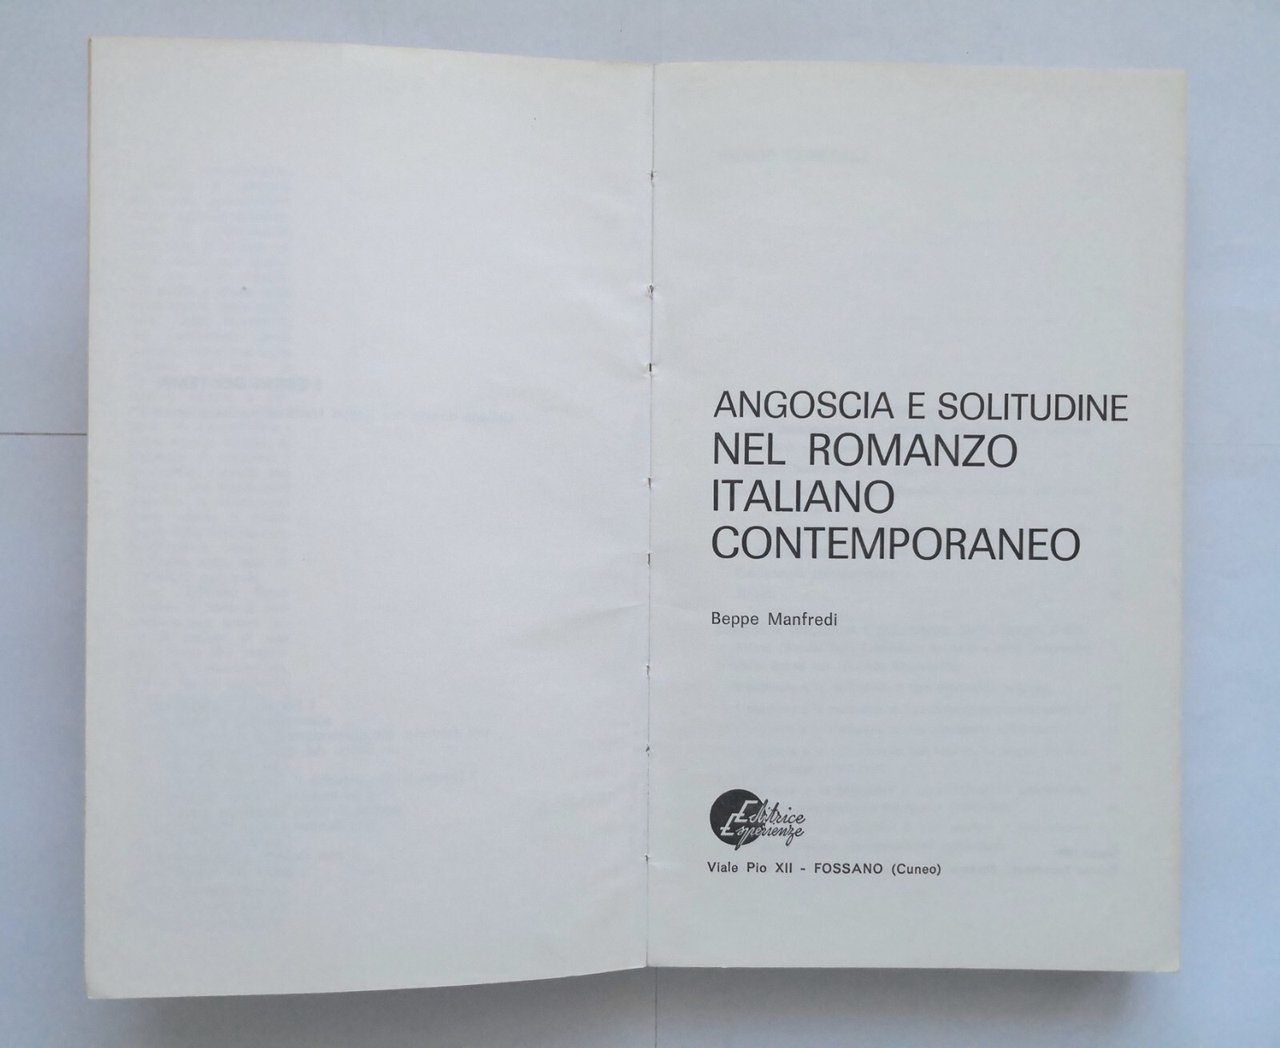 ANGOSCIA E SOLITUDINE
NEL ROMANZO
ITALIANO
CONTEMPORANEO
Beppe Manfredi
Editrice
Esperienze
Viale Pio XII - FOSSANO (Cuneo)